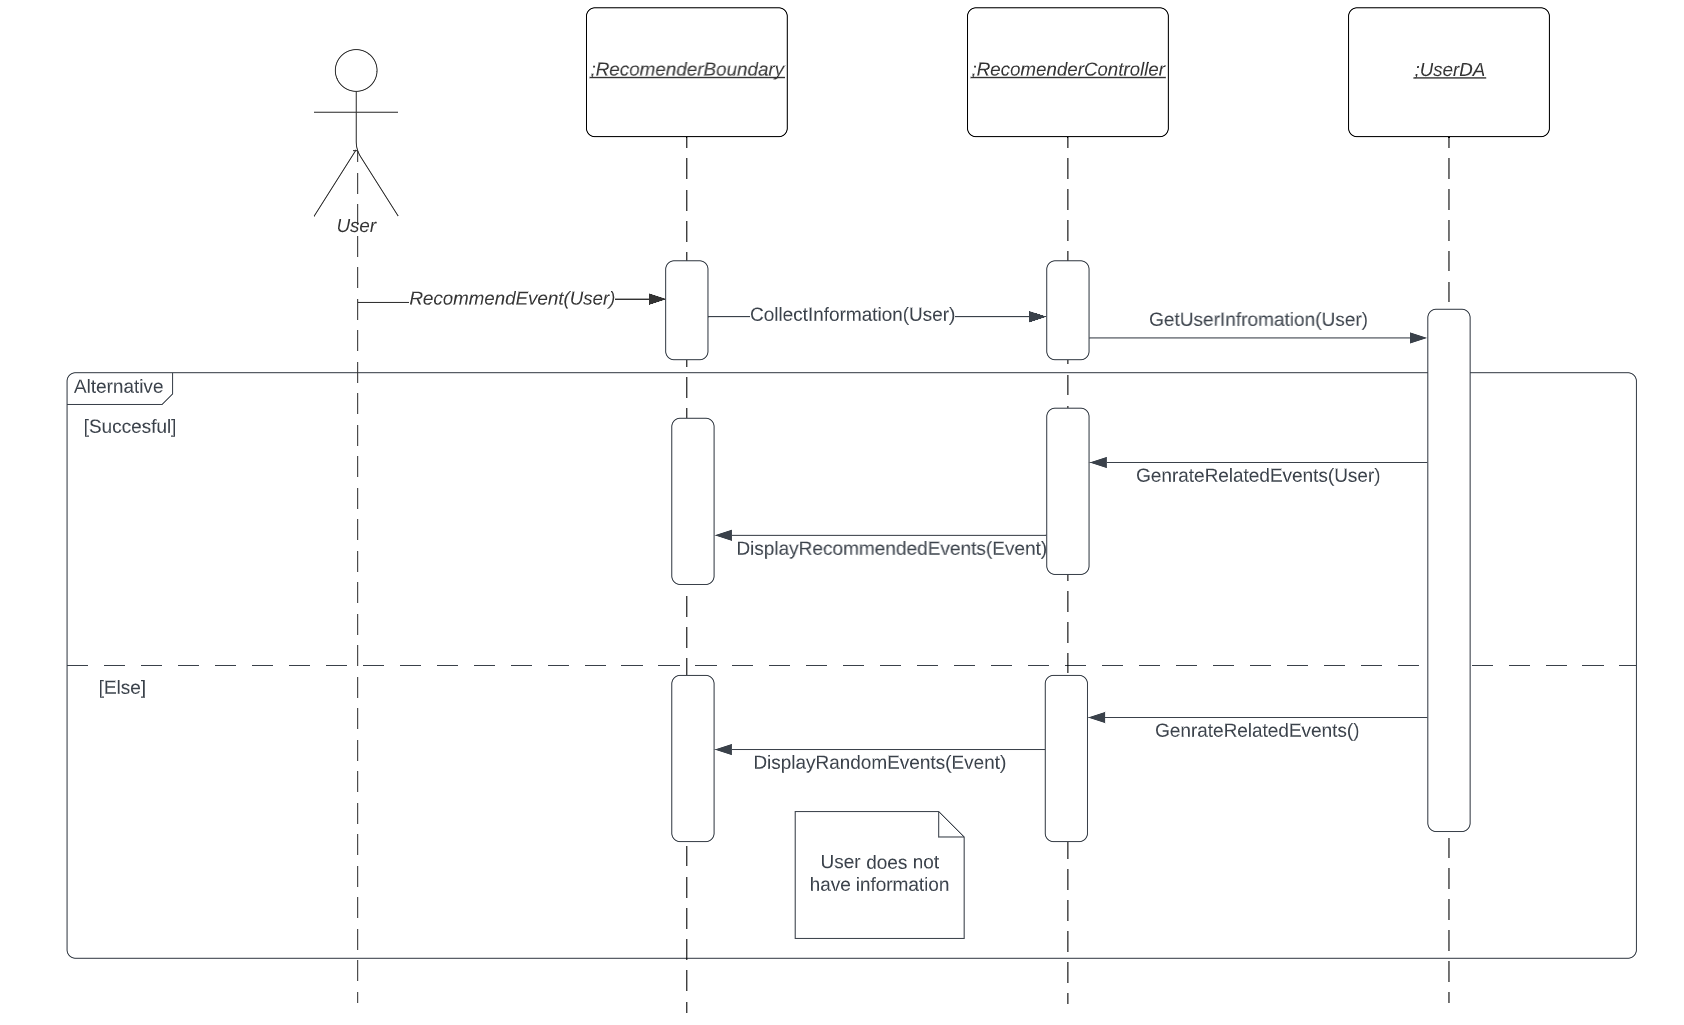 ;RecomenderBoundary
;RecomenderController
;UserDA
User
RecommendEvent(User)
CollectInformation(User)
GetUserInfromation(User)
Alternative
[Succesful]
GenrateRelatedEvents(User)
DisplayRecommendedEvents(Event)
[Else]
GenrateRelatedEvents()
DisplayRandomEvents(Event)
User does not
have information